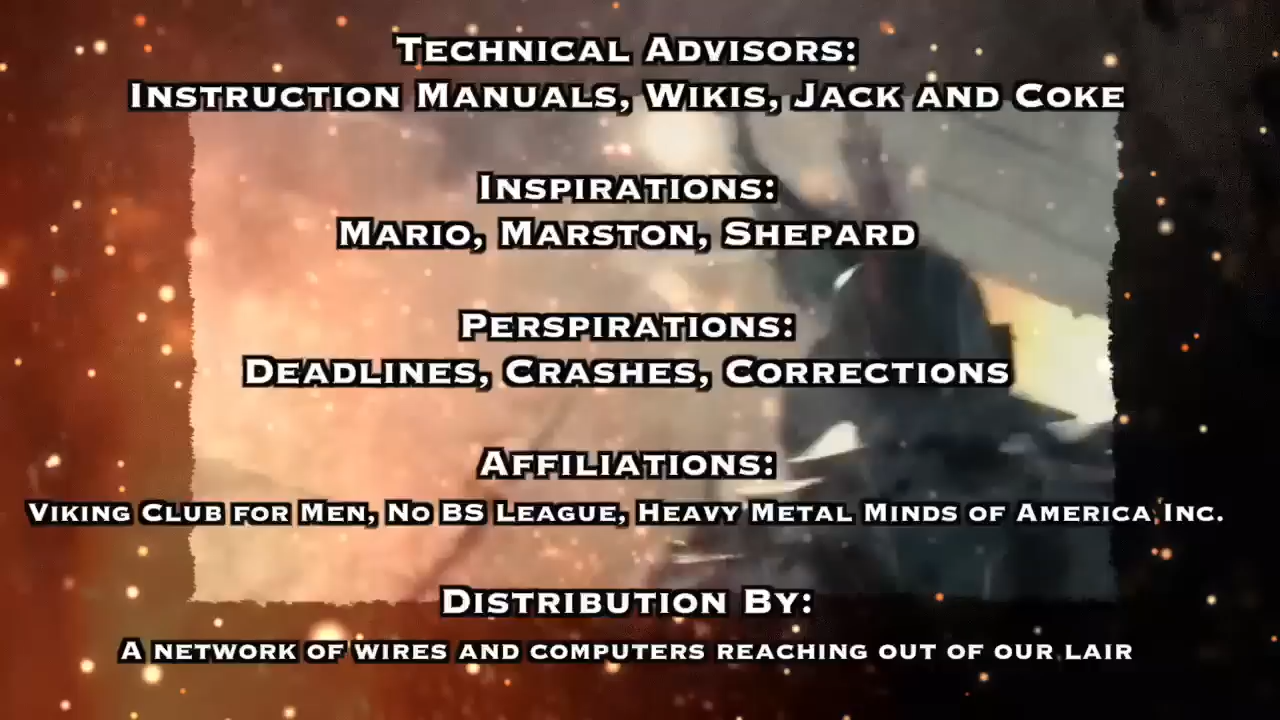 Technical Advisors:
Instruction Manuals, Wikis, Jack and Coke
Inspirations:
Mario, Marston, Shepard
Perspirations:
Deadlines, Crashes, Corrections
Affiliations:
Viking Club for Men, No BS League, Heavy Metal Minds of America Inc.
Distribution By:
A network of wires and computers reaching out of our lair